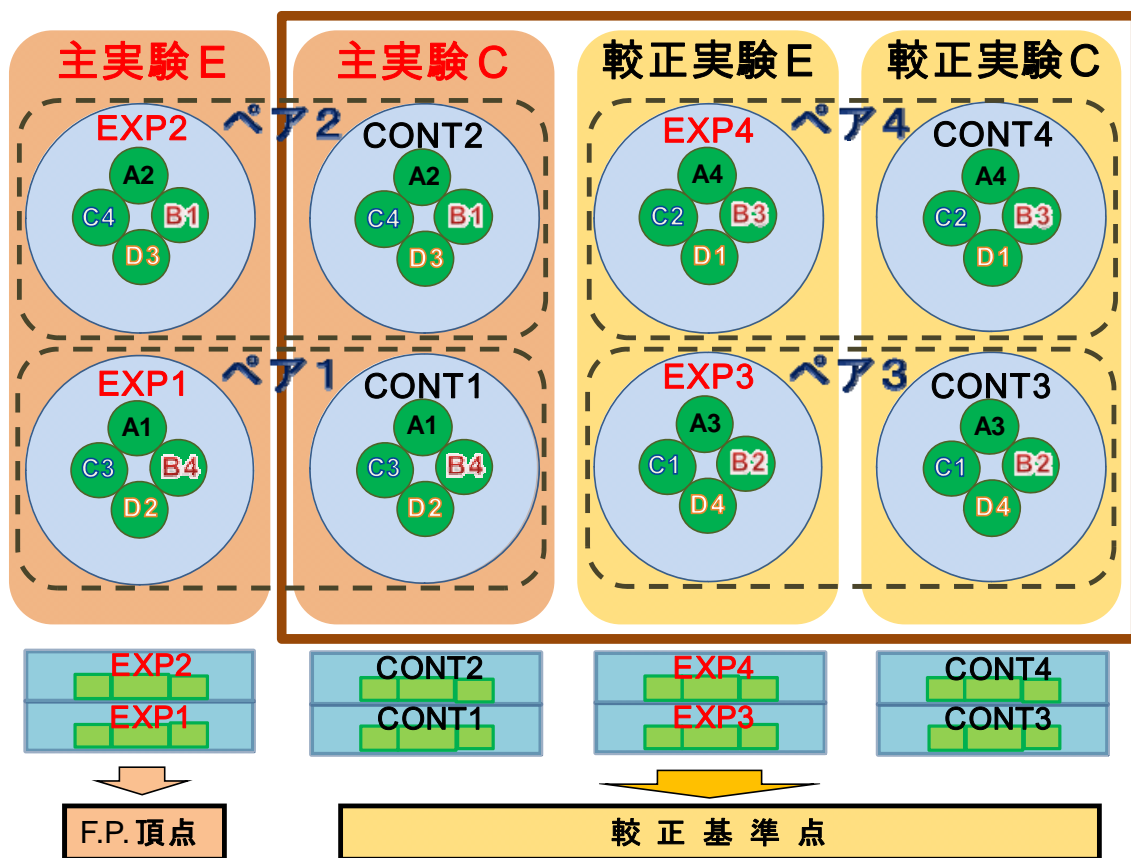 主実験E
主実験C
較正実験E
較正実験C
ペア2
ペア4
EXP2
CONT2
EXP4
CONT4
A2
C4
B1
D3
A2
C4
B1
D3
A4
C2
B3
D1
A4
C2
B3
D1
ペア1
ペア3
EXP1
CONT1
EXP3
CONT3
A1
C3
B4
D2
A1
C3
B4
D2
A3
C1
B2
D4
A3
C1
B2
D4
EXP2
CONT2
EXP4
CONT4
EXP1
CONT1
EXP3
CONT3
F.P. 頂点
較正基準点